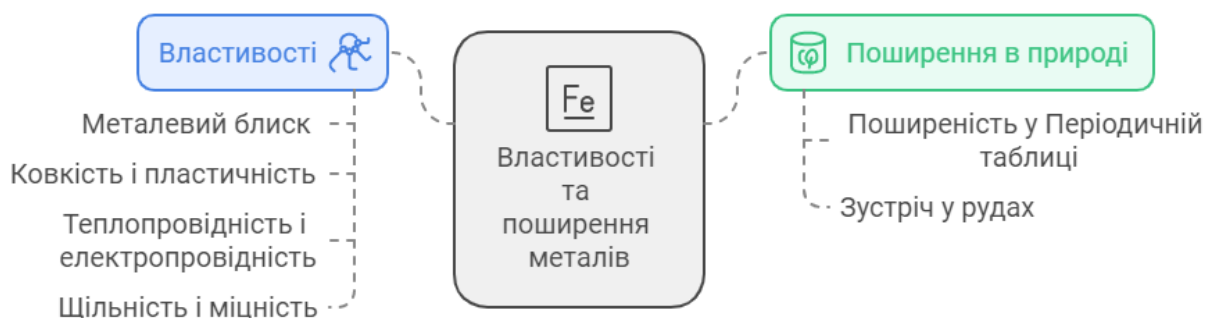 Властивості
Металевий блиск
Ковкість і пластичність
Теплопровідність і
електропровідність
Щільність і міцність
Fe
Властивості
та
поширення
металів
Поширення в природі
Поширеність у Періодичній
таблиці
Зустріч у рудах